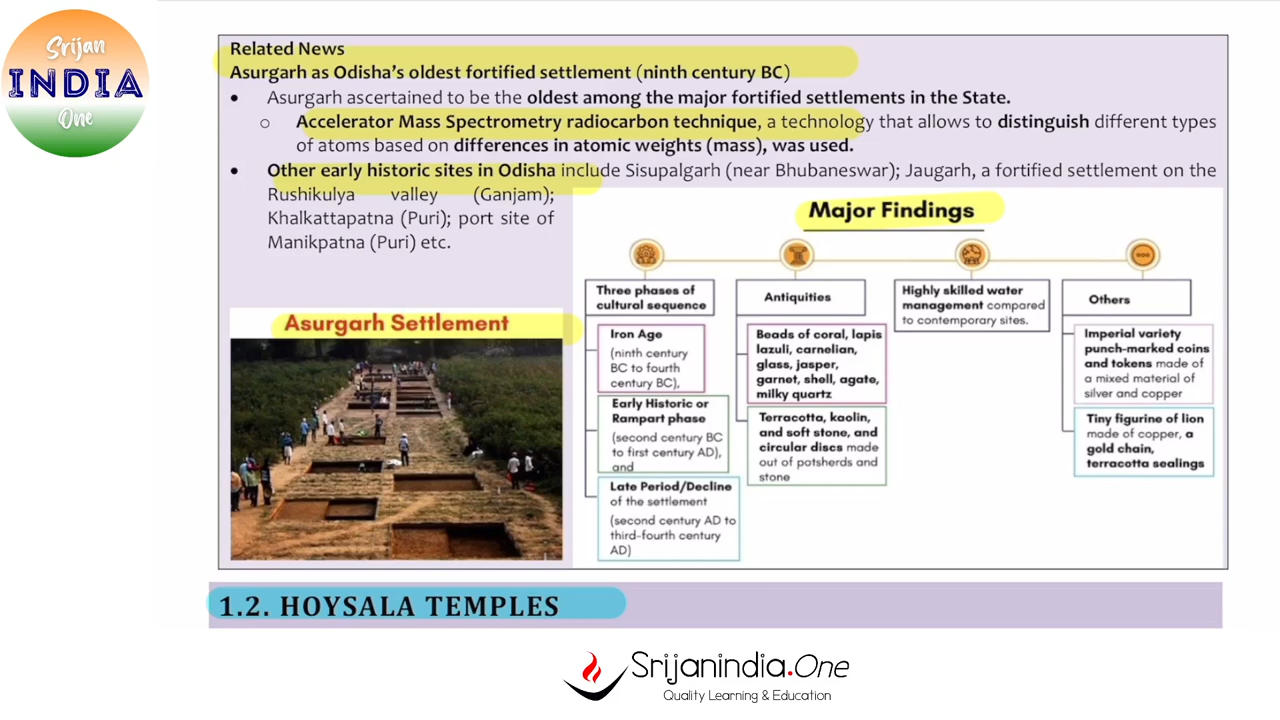 Srijan
INDIA
One
Related News
Asurgarh as Odisha's oldest fortified settlement (ninth century BC)
• Asurgarh ascertained to be the oldest among the major fortified settlements in the State.
o Accelerator Mass Spectrometry radiocarbon technique, a technology that allows to distinguish different types
of atoms based on differences in atomic weights (mass), was used.
• Other early historic sites in Odisha include Sisupalgarh (near Bhubaneswar); Jaugarh, a fortified settlement on the
Rushikulya valley (Ganjam);
Khalkattapatna (Puri); port site of
Manikpatna (Puri) etc.
Asurgarh Settlement
Major Findings
Three phases of
cultural sequence
Iron Age
(ninth century
BC to fourth
century BC),
Early Historic or
Rampart phase
(second century BC
to first century AD),
and
Late Period/Decline
of the settlement
(second century AD to
third-fourth century
AD)
Antiquities
Beads of coral, lapis
lazuli, carnelian,
glass, jasper,
garnet, shell, agate,
milky quartz
Terracotta, kaolin,
and soft stone, and
circular discs made
out of potsherds and
stone
Highly skilled water
management compared
to contemporary sites.
Others
Imperial variety
punch-marked coins
and tokens made of
a mixed material of
silver and copper
Tiny figurine of lion
made of copper, a
gold chain,
terracotta sealings
1.2. HOYSALA TEMPLES
Srijanindia.One
Quality Learning & Education